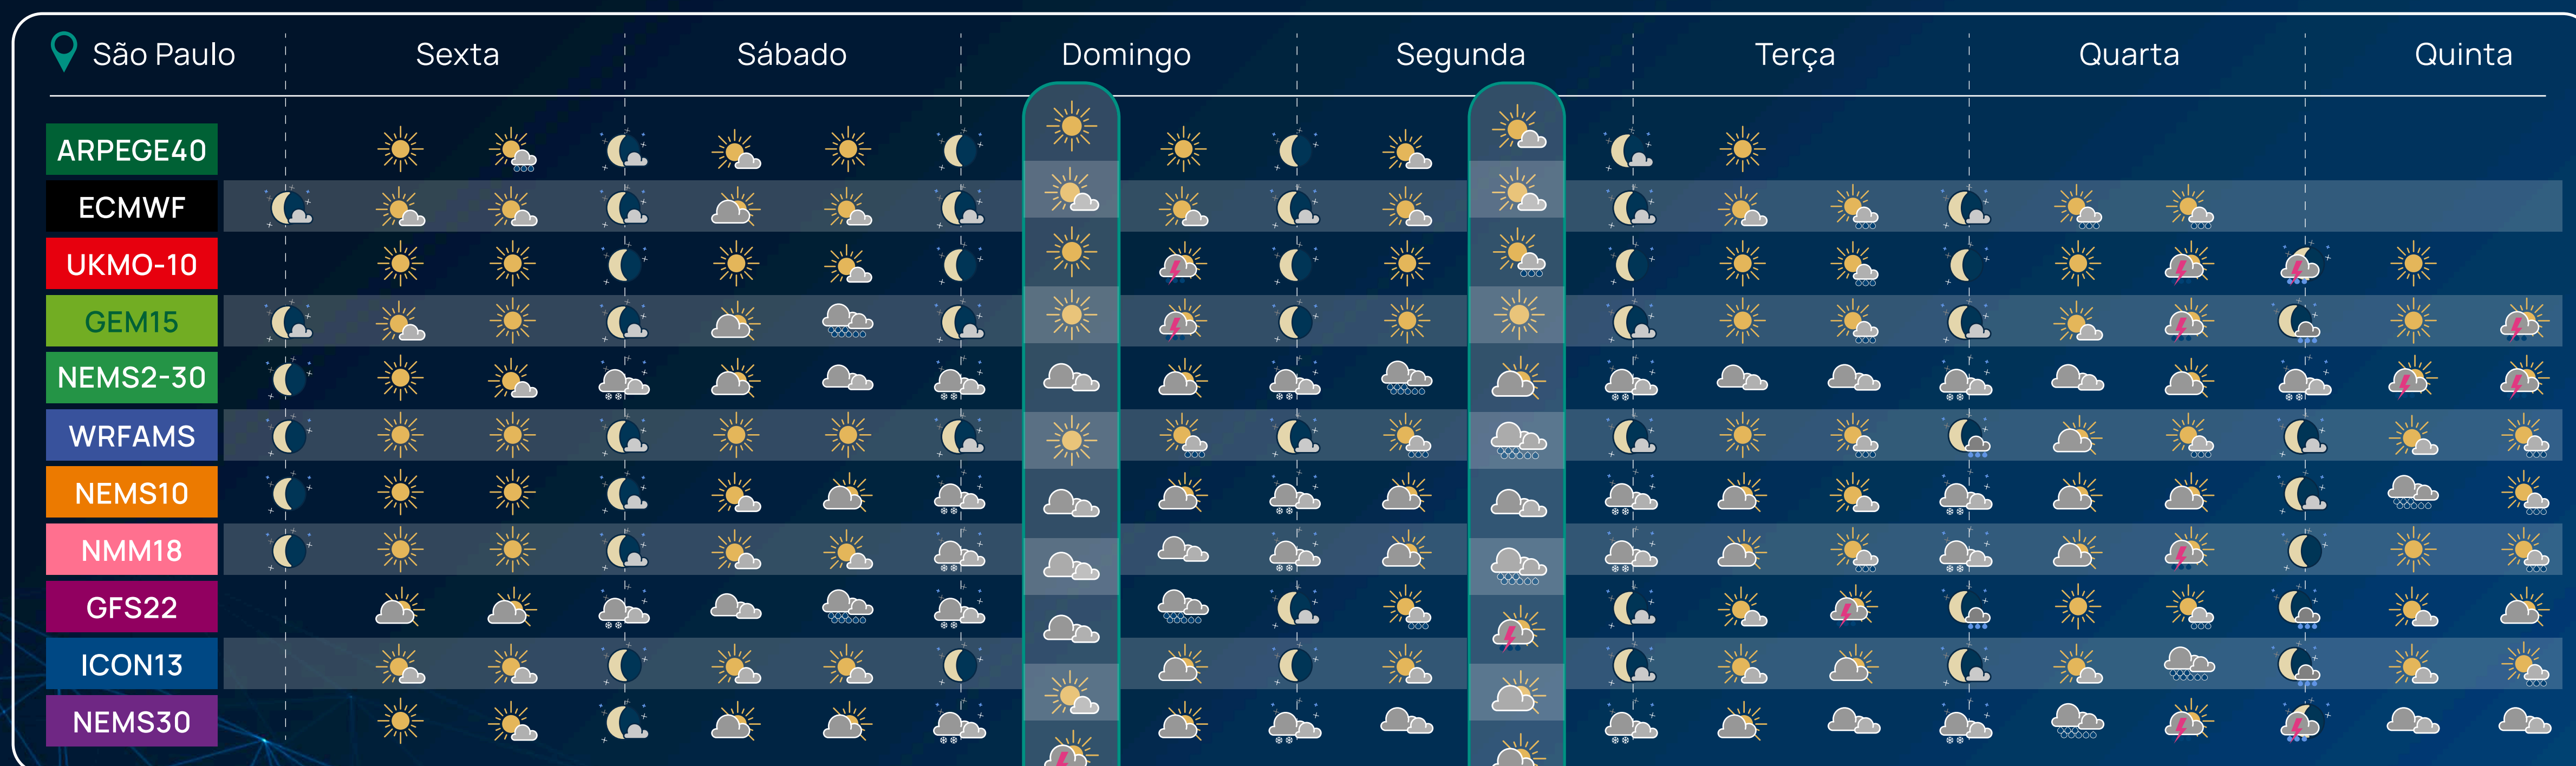 São Paulo Sexta Sábado Domingo Segunda Terça Quarta Quinta
ARPEGE40
ECMWF
UKMO-10
GEM15
NEMS2-30
WRFAMS
NEMS10
NMM18
GFS22
ICON13
NEMS30